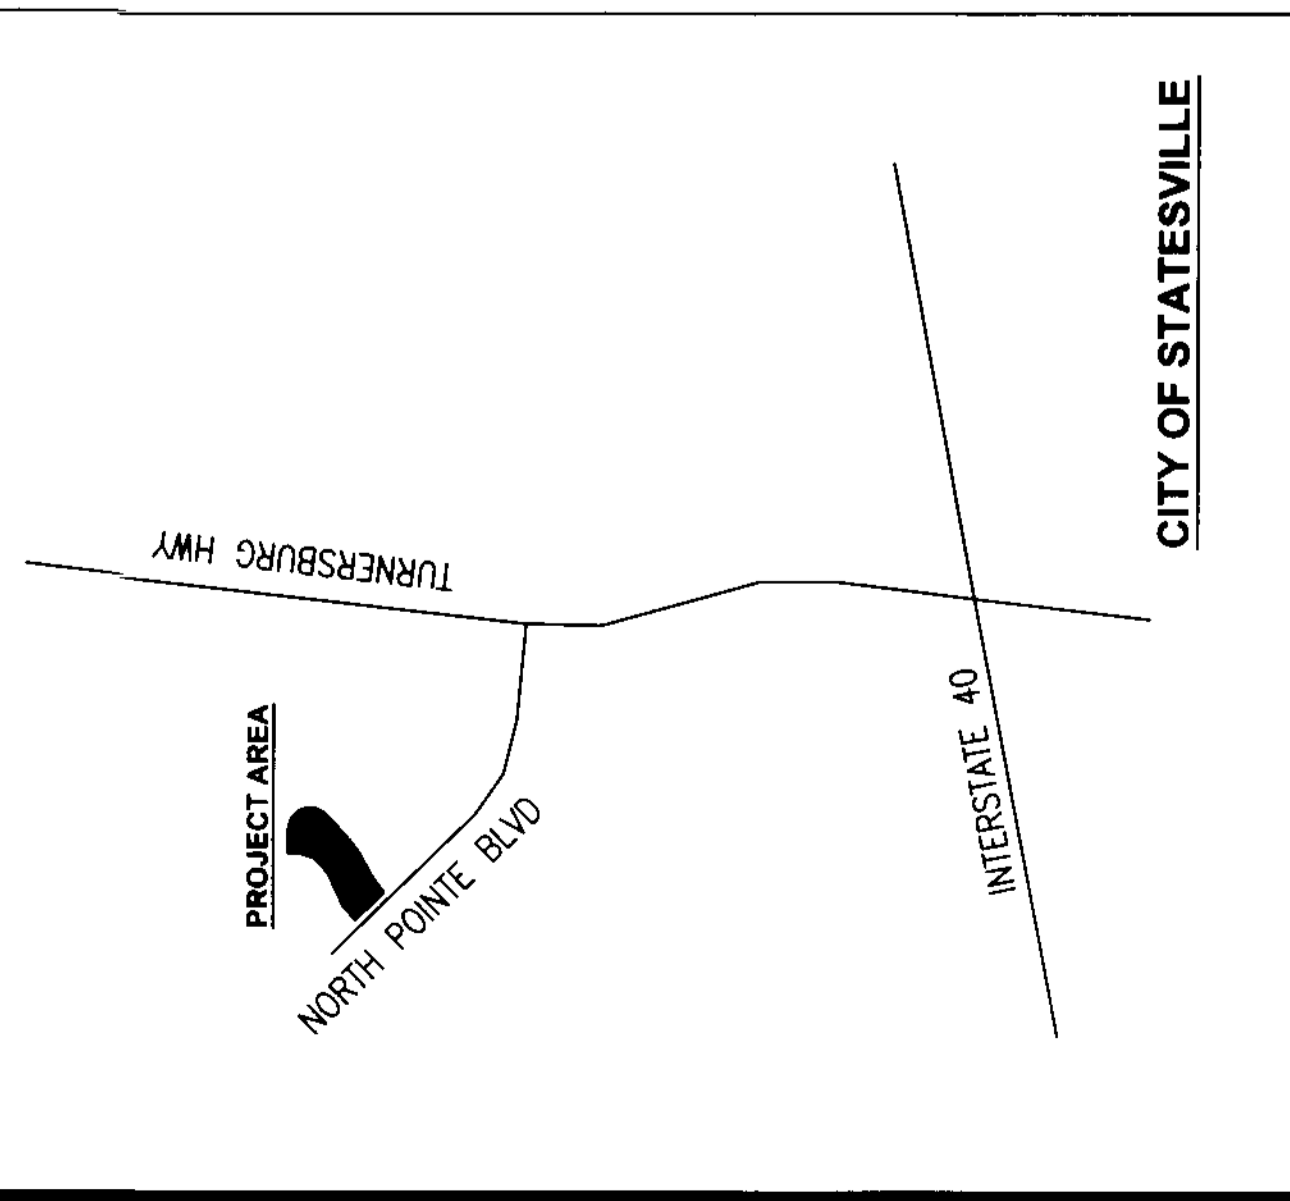 TURNERSBURG HWY
PROJECT AREA
NORTH POINTE BLVD
INTERSTATE 40
CITY OF STATESVILLE